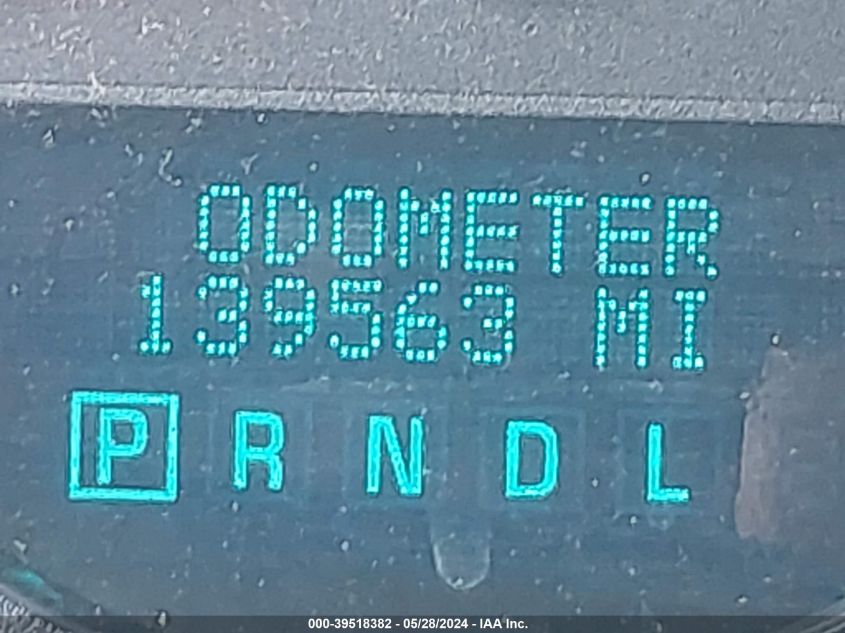 ODOMETER
139563 MI
P R N D L
000-39518382 - 05/28/2024 - IAA Inc.